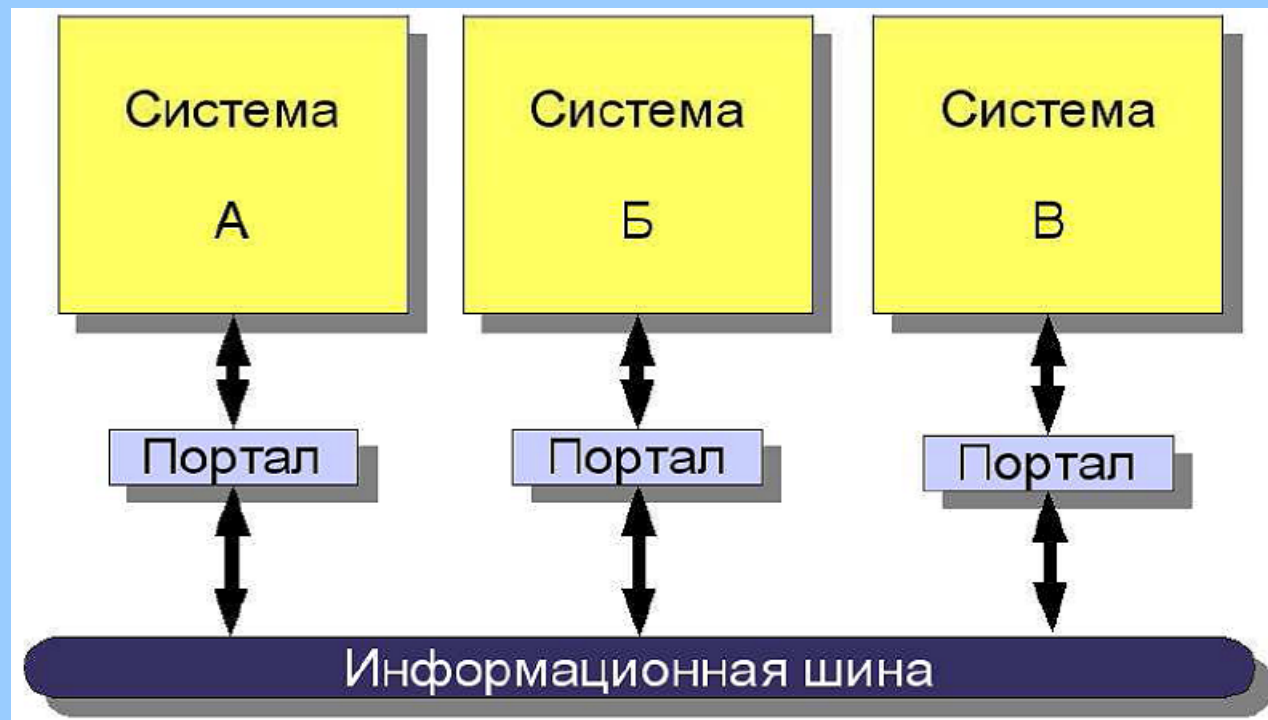 Система
А
Система
Б
Система
В
Портал
Портал
Портал
Информационная шина